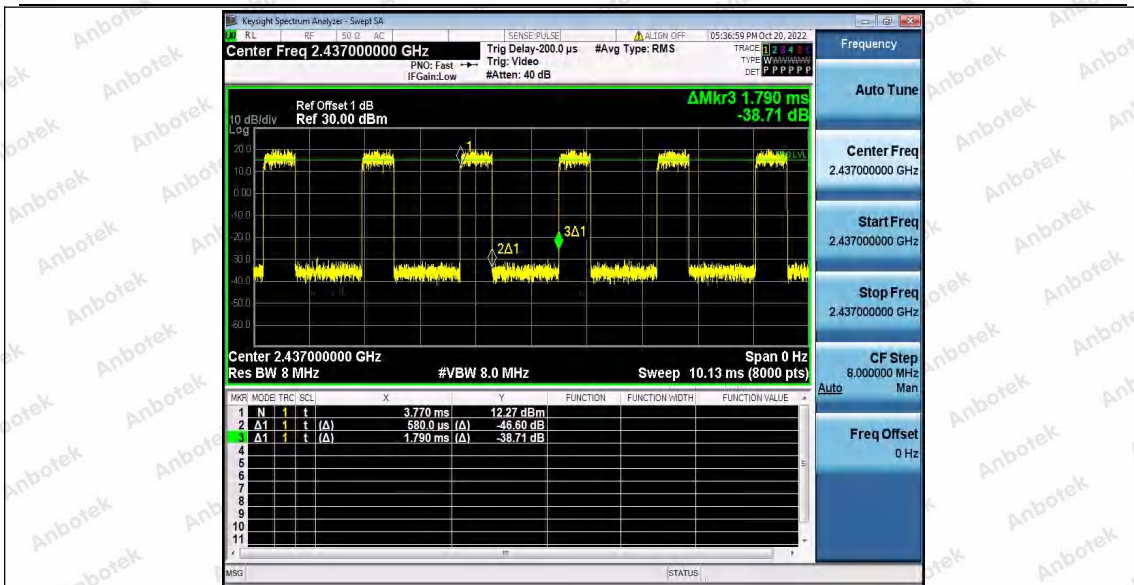 Keysight Spectrum Analyzer - Swept SA
RL RF 50 Ω AC SENSE:PULSE ALIGN OFF 05:36:59 PM Oct 20, 2022
Center Freq 2.437000000 GHz
PNO: Fast
IFGain:Low
Trig Delay-200.0 µs
Trig: Video
#Atten: 40 dB
#Avg Type: RMS
TRACE 1 2 3 4 5 6
TYPE
DET P P P P P P
ΔMkr3 1.790 ms
-38.71 dB
Ref Offset 1 dB
10 dB/div Ref 30.00 dBm
Log
20.0
10.0
0.00
-10.0
-20.0
-30.0
-40.0
-50.0
-60.0
1
2Δ1
3Δ1
Center 2.437000000 GHz Span 0 Hz
Res BW 8 MHz #VBW 8.0 MHz Sweep 10.13 ms (8000 pts)
MKR MODE TRC SCL X Y FUNCTION FUNCTION WIDTH FUNCTION VALUE
1 N 1 t 3.770 ms 12.27 dBm
2 Δ1 1 t (Δ) 580.0 µs (Δ) -46.60 dB
3 Δ1 1 t (Δ) 1.790 ms (Δ) -38.71 dB
4
5
6
7
8
9
10
11
MSG STATUS
Frequency
Auto Tune
Center Freq
2.437000000 GHz
Start Freq
2.437000000 GHz
Stop Freq
2.437000000 GHz
CF Step
8.000000 MHz
Auto Man
Freq Offset
0 Hz
Anbotek